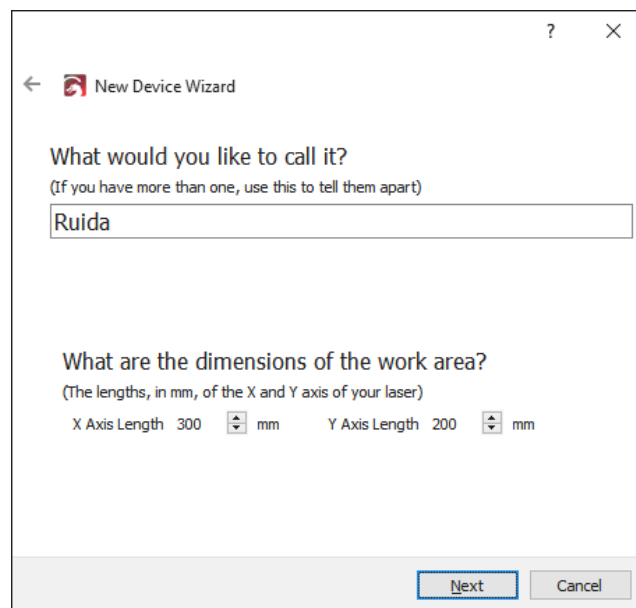 ?
New Device Wizard
What would you like to call it?
(If you have more than one, use this to tell them apart)
Ruida
What are the dimensions of the work area?
(The lengths, in mm, of the X and Y axis of your laser)
X Axis Length 300 mm Y Axis Length 200 mm
Next Cancel